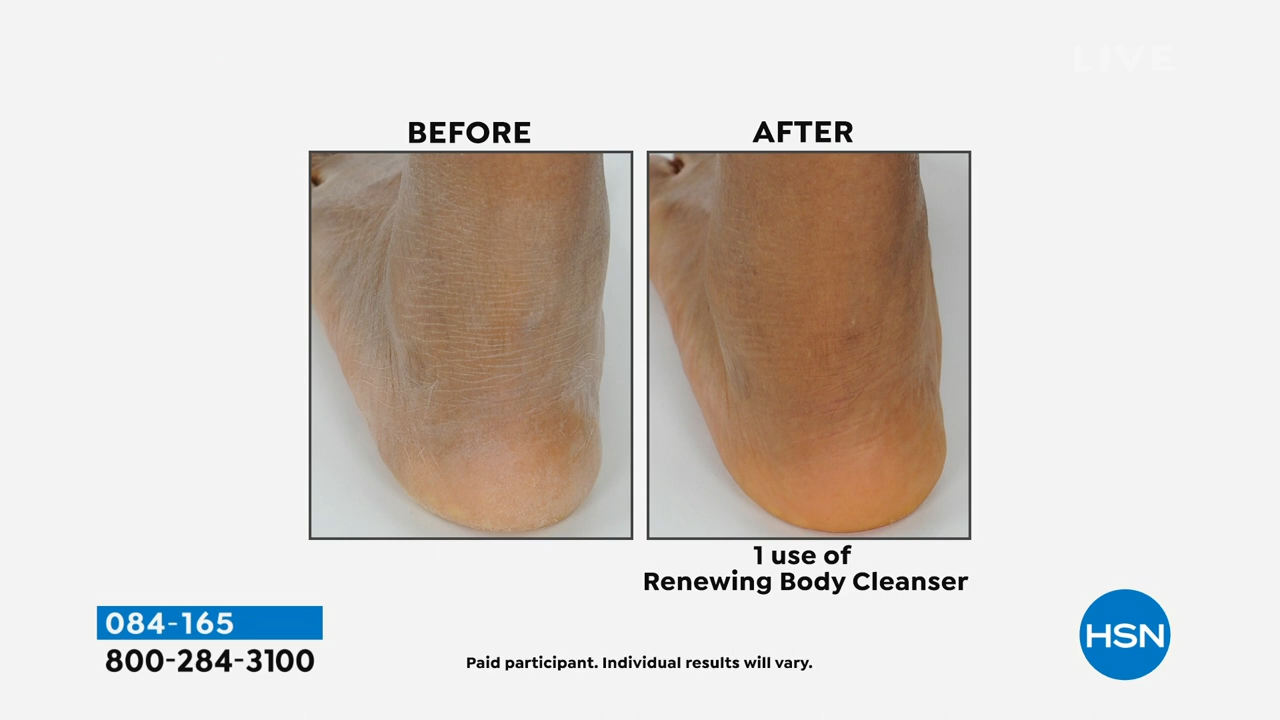 LIVE
BEFORE
AFTER
1 use of
Renewing Body Cleanser
084-165
800-284-3100
Paid participant. Individual results will vary.
HSN